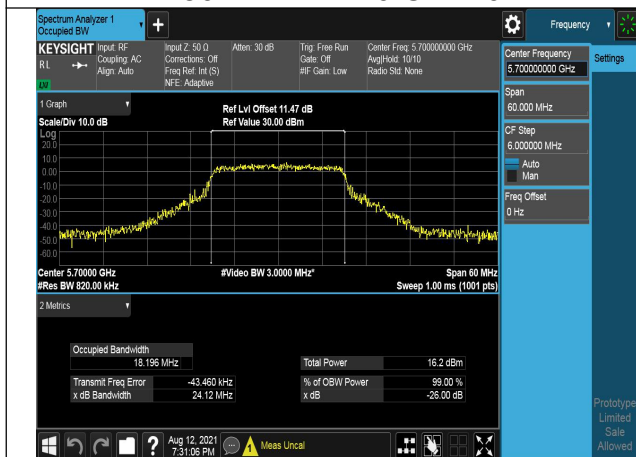 Spectrum Analyzer 1
Occupied BW
+
Frequency
KEYSIGHT
Input: RF
Coupling: AC
Align: Auto
RL
LXI
Input Z: 50 Ω
Corrections: Off
Freq Ref: Int (S)
NFE: Adaptive
Atten: 30 dB
Trig: Free Run
Gate: Off
#IF Gain: Low
Center Freq: 5.700000000 GHz
Avg|Hold: 10/10
Radio Std: None
Center Frequency
5.700000000 GHz
Settings
Span
60.000 MHz
CF Step
6.000000 MHz
Auto
Man
Freq Offset
0 Hz
1 Graph
Scale/Div 10.0 dB
Ref Lvl Offset 11.47 dB
Ref Value 30.00 dBm
Log
20.0
10.0
0.00
-10.0
-20.0
-30.0
-40.0
-50.0
-60.0
Center 5.70000 GHz
#Video BW 3.0000 MHz*
Span 60 MHz
#Res BW 820.00 kHz
Sweep 1.00 ms (1001 pts)
2 Metrics
Occupied Bandwidth
18.196 MHz
Total Power 16.2 dBm
Transmit Freq Error -43.460 kHz
% of OBW Power 99.00 %
x dB Bandwidth 24.12 MHz
x dB -26.00 dB
Prototype
Limited
Sale
Allowed
?
Aug 12, 2021
7:31:06 PM
1
Meas Uncal